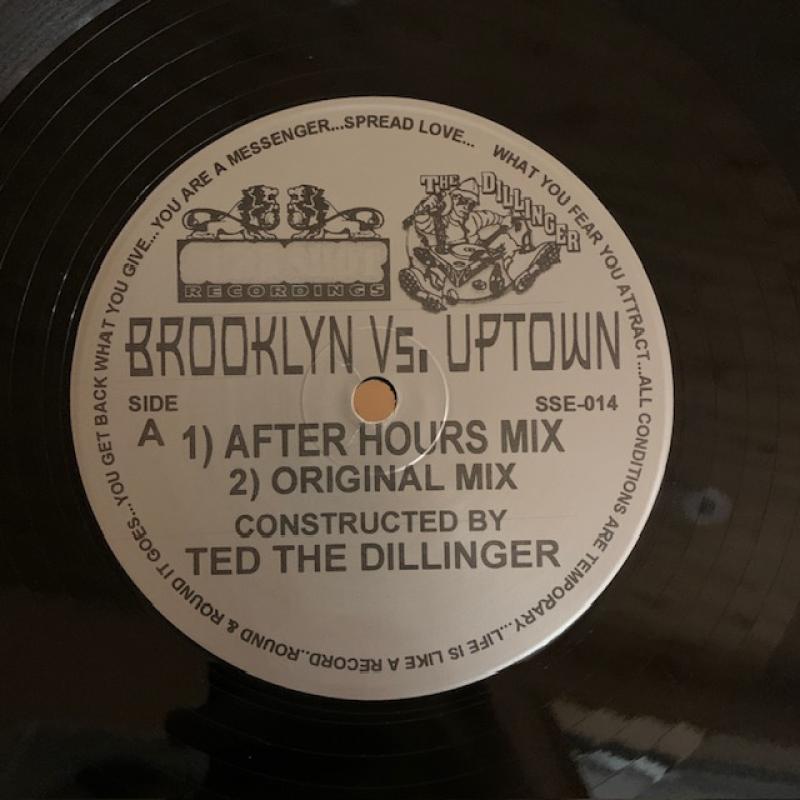 YOU ARE A MESSENGER...SPREAD LOVE... WHAT YOU FEAR YOU ATTRACT...ALL CONDITIONS ARE TEMPORARY...LIFE IS LIKE A RECORD..ROUND & ROUND IT GOES...YOU GET BACK WHAT YOU GIVE...
THE DILLINGER
RECORDINGS
BROOKLYN Vs. UPTOWN
SIDE
SSE-014
A
1) AFTER HOURS MIX
2) ORIGINAL MIX
CONSTRUCTED BY
TED THE DILLINGER